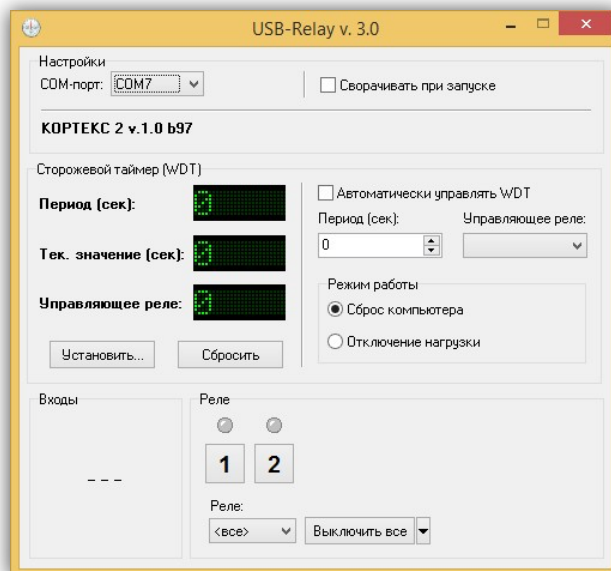 USB-Relay v. 3.0
Настройки
COM-порт: COM7
Сворачивать при запуске
КОРТЕКС 2 v.1.0 b97
Сторожевой таймер (WDT)
Период (сек): 0
Тек. значение (сек): 0
Управляющее реле: 0
Установить... Сбросить
Автоматически управлять WDT
Период (сек): Управляющее реле:
0
Режим работы
Сброс компьютера
Отключение нагрузки
Входы
- - -
Реле
1 2
Реле:
<все> Выключить все